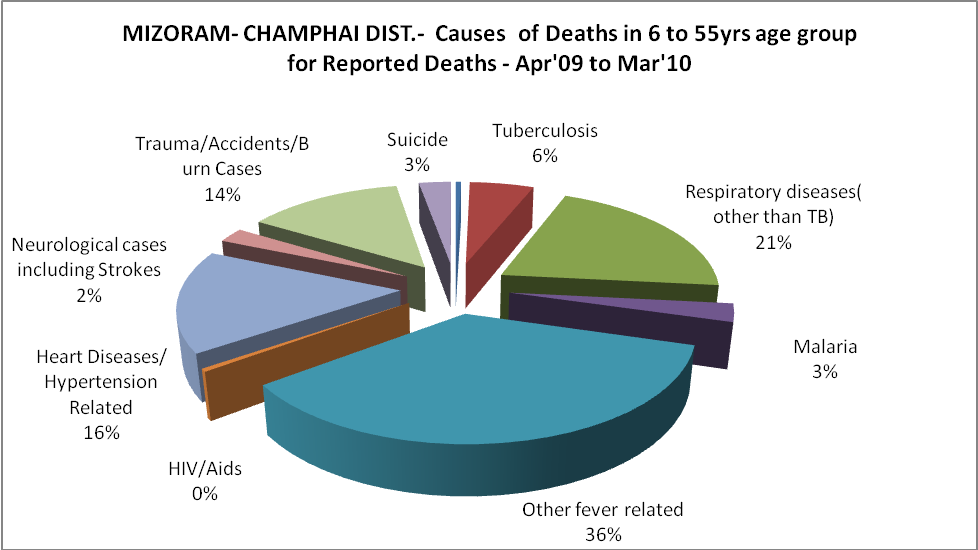 MIZORAM- CHAMPHAI DIST.-  Causes  of Deaths in 6 to 55yrs age group
for Reported Deaths - Apr'09 to Mar'10
Tuberculosis
6%
Respiratory diseases(
other than TB)
21%
Malaria
3%
Other fever related
36%
HIV/Aids
0%
Heart Diseases/
Hypertension
Related
16%
Neurological cases
including Strokes
2%
Trauma/Accidents/B
urn Cases
14%
Suicide
3%